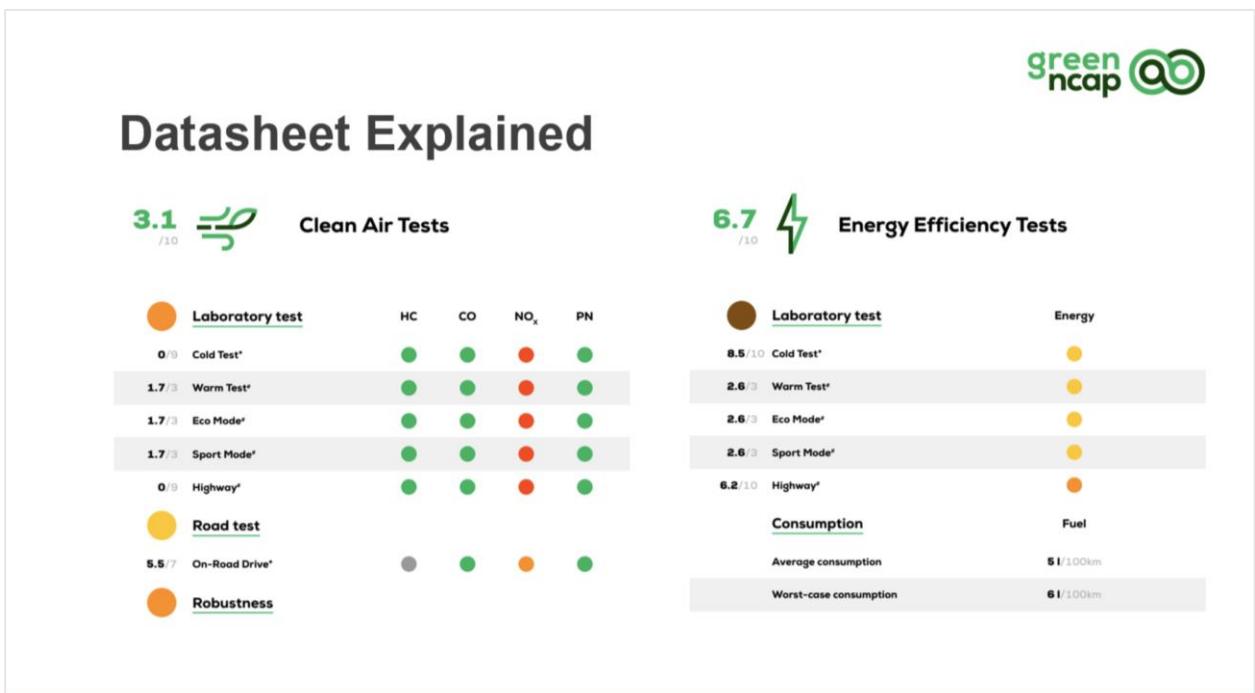 green
ncap
Datasheet Explained
3.1
/10
Clean Air Tests
Laboratory test HC CO NOx PN
0/9 Cold Test*
1.7/3 Warm Test#
1.7/3 Eco Mode#
1.7/3 Sport Mode#
0/9 Highway#
Road test
5.5/7 On-Road Drive*
Robustness
6.7
/10
Energy Efficiency Tests
Laboratory test Energy
8.5/10 Cold Test*
2.6/3 Warm Test#
2.6/3 Eco Mode#
2.6/3 Sport Mode#
6.2/10 Highway#
Consumption Fuel
Average consumption 5 l/100km
Worst-case consumption 6 l/100km